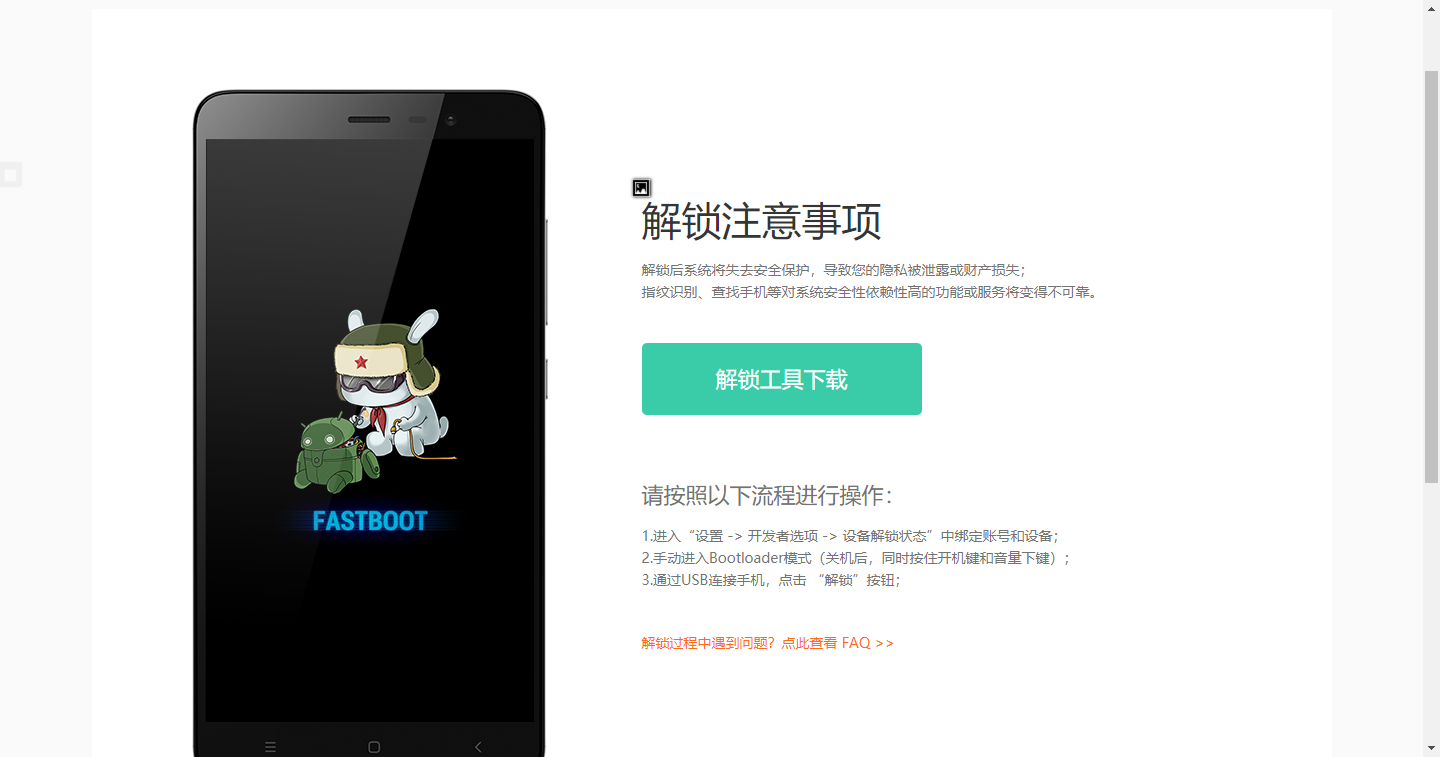 解锁注意事项
解锁后系统将失去安全保护，导致您的隐私被泄露或财产损失；
指纹识别、查找手机等对系统安全性依赖性高的功能或服务将变得不可靠。
解锁工具下载
请按照以下流程进行操作：
1.进入“设置 -> 开发者选项 -> 设备解锁状态”中绑定账号和设备；
2.手动进入Bootloader模式（关机后，同时按住开机键和音量下键）；
3.通过USB连接手机，点击 “解锁”按钮；
解锁过程中遇到问题？点此查看 FAQ >>
FASTBOOT